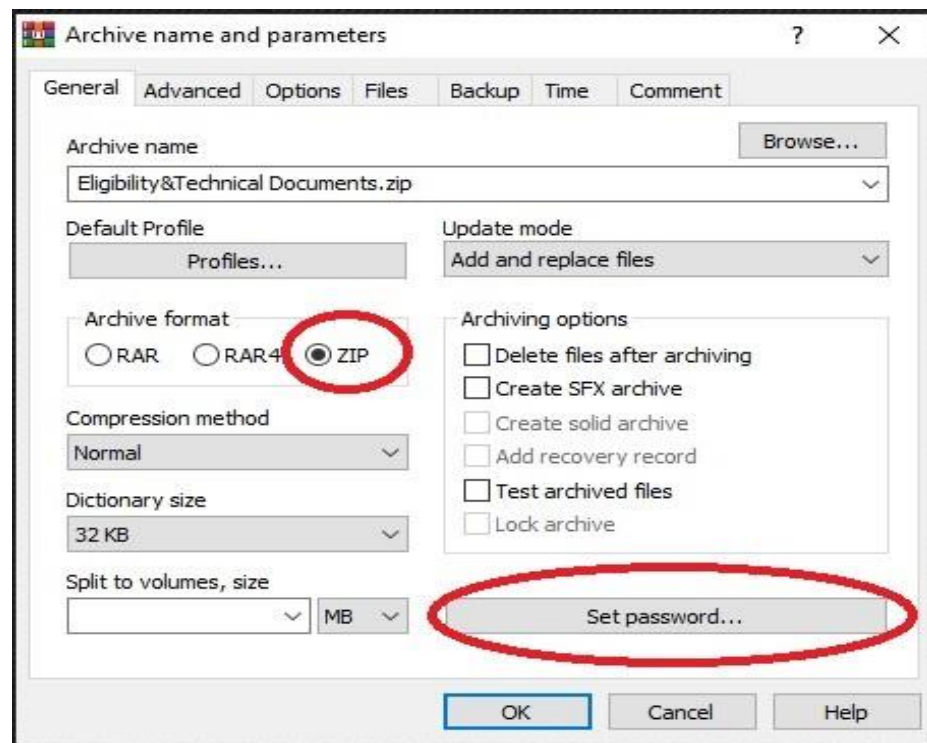 Archive name and parameters
? X
General Advanced Options Files Backup Time Comment
Archive name
Browse...
Eligibility&Technical Documents.zip
Default Profile
Profiles...
Update mode
Add and replace files
Archive format
RAR RAR4 ZIP
Compression method
Normal
Dictionary size
32 KB
Split to volumes, size
MB
Archiving options
Delete files after archiving
Create SFX archive
Create solid archive
Add recovery record
Test archived files
Lock archive
Set password...
OK Cancel Help